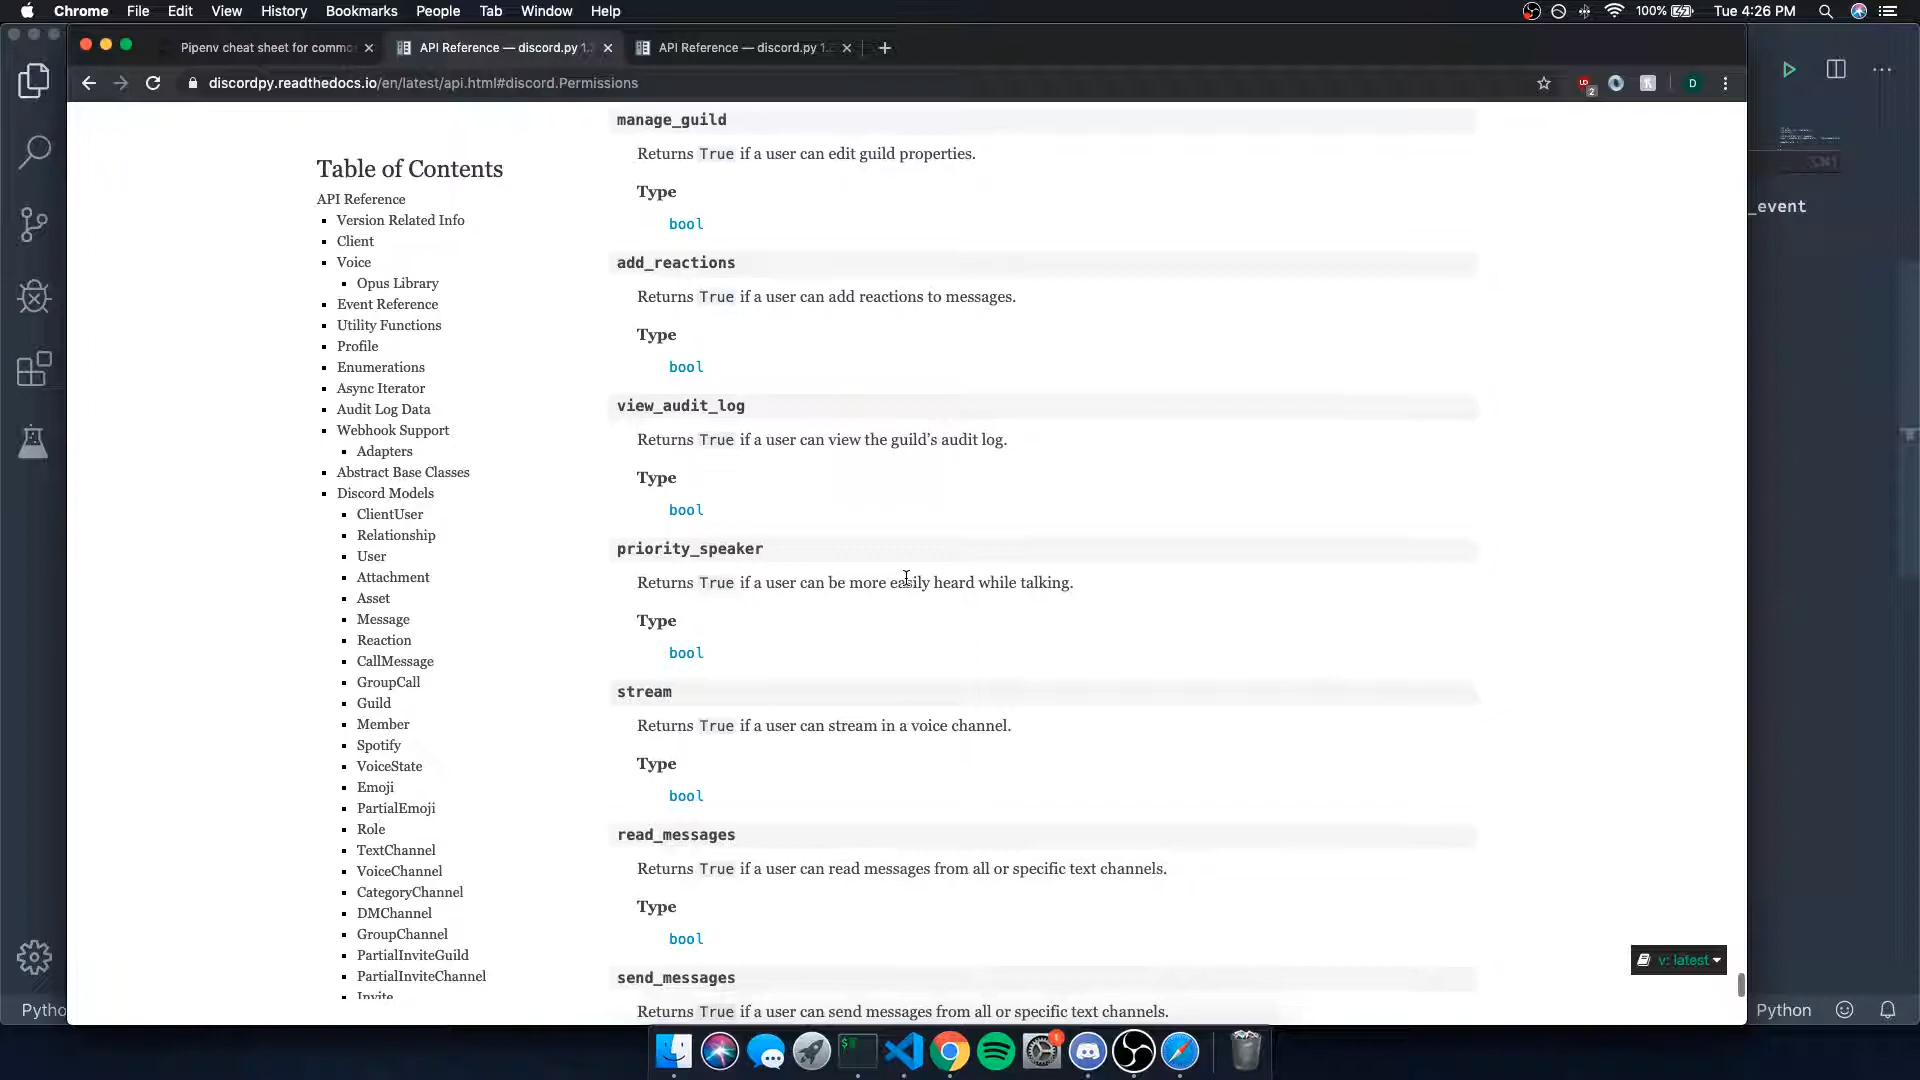 Chrome File Edit View History Bookmarks People Tab Window Help
100% Tue 4:26 PM
Pipenv cheat sheet for commo
API Reference — discord.py 1.
API Reference — discord.py 1.
discordpy.readthedocs.io/en/latest/api.html#discord.Permissions
2
D
Table of Contents
API Reference
Version Related Info
Client
Voice
Opus Library
Event Reference
Utility Functions
Profile
Enumerations
Async Iterator
Audit Log Data
Webhook Support
Adapters
Abstract Base Classes
Discord Models
ClientUser
Relationship
User
Attachment
Asset
Message
Reaction
CallMessage
GroupCall
Guild
Member
Spotify
VoiceState
Emoji
PartialEmoji
Role
TextChannel
VoiceChannel
CategoryChannel
DMChannel
GroupChannel
PartialInviteGuild
PartialInviteChannel
Invite
manage_guild
Returns True if a user can edit guild properties.
Type
bool
add_reactions
Returns True if a user can add reactions to messages.
Type
bool
view_audit_log
Returns True if a user can view the guild’s audit log.
Type
bool
priority_speaker
Returns True if a user can be more easily heard while talking.
Type
bool
stream
Returns True if a user can stream in a voice channel.
Type
bool
read_messages
Returns True if a user can read messages from all or specific text channels.
Type
bool
send_messages
Returns True if a user can send messages from all or specific text channels.
v: latest
_event
Pytho
Python
$
1